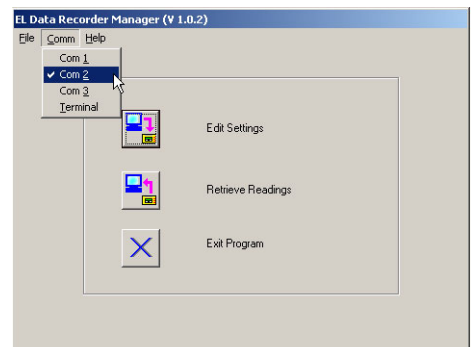 EL Data Recorder Manager (V 1.0.2)
File Comm Help
Com 1
✓ Com 2
Com 3
Terminal
Edit Settings
Retrieve Readings
Exit Program